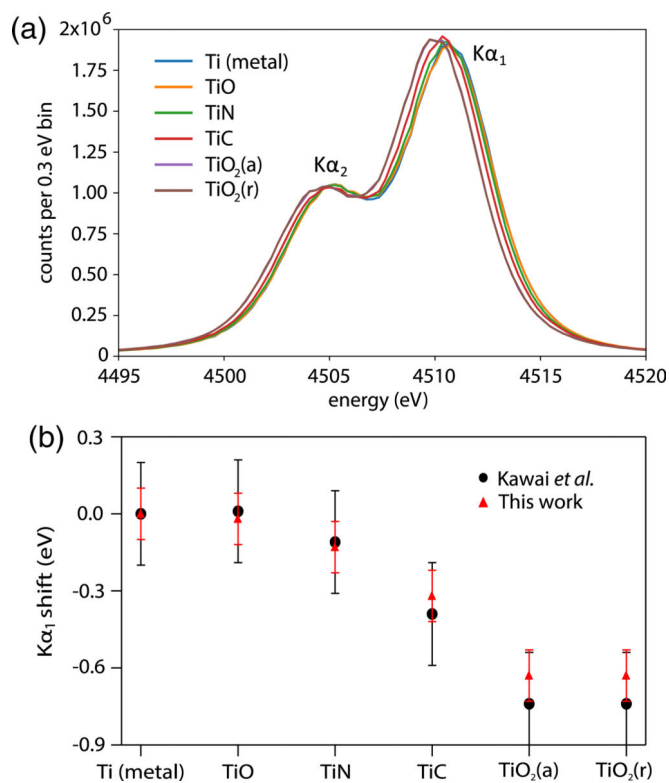 (a)
2x10⁶
1.75
1.50
1.25
1.00
0.75
0.50
0.25
0
counts per 0.3 eV bin
Ti (metal)
TiO
TiN
TiC
TiO₂(a)
TiO₂(r)
Kα₂
Kα₁
4495 4500 4505 4510 4515 4520
energy (eV)
(b)
0.3
0.0
-0.3
-0.6
-0.9
Kα₁ shift (eV)
Kawai et al.
This work
Ti (metal) TiO TiN TiC TiO₂(a) TiO₂(r)